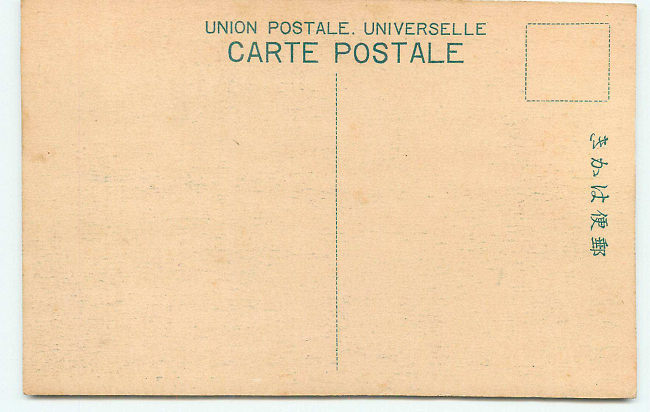 UNION POSTALE. UNIVERSELLE
CARTE POSTALE
郵便はかき